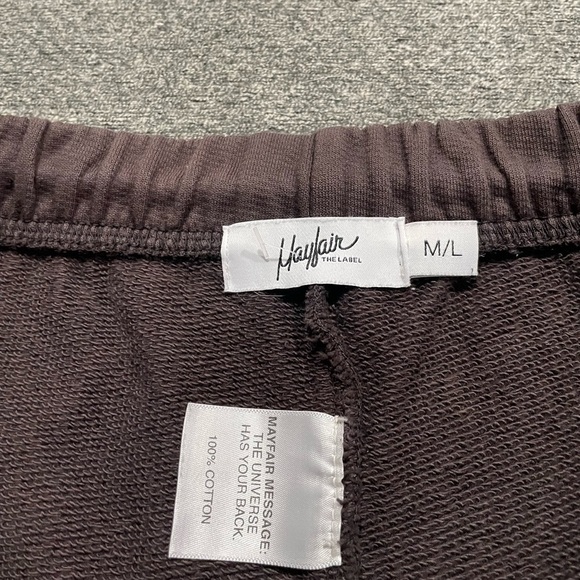 Mayfair
THE LABEL
M/L
MAYFAIR MESSAGE:
THE UNIVERSE
HAS YOUR BACK.
100% COTTON